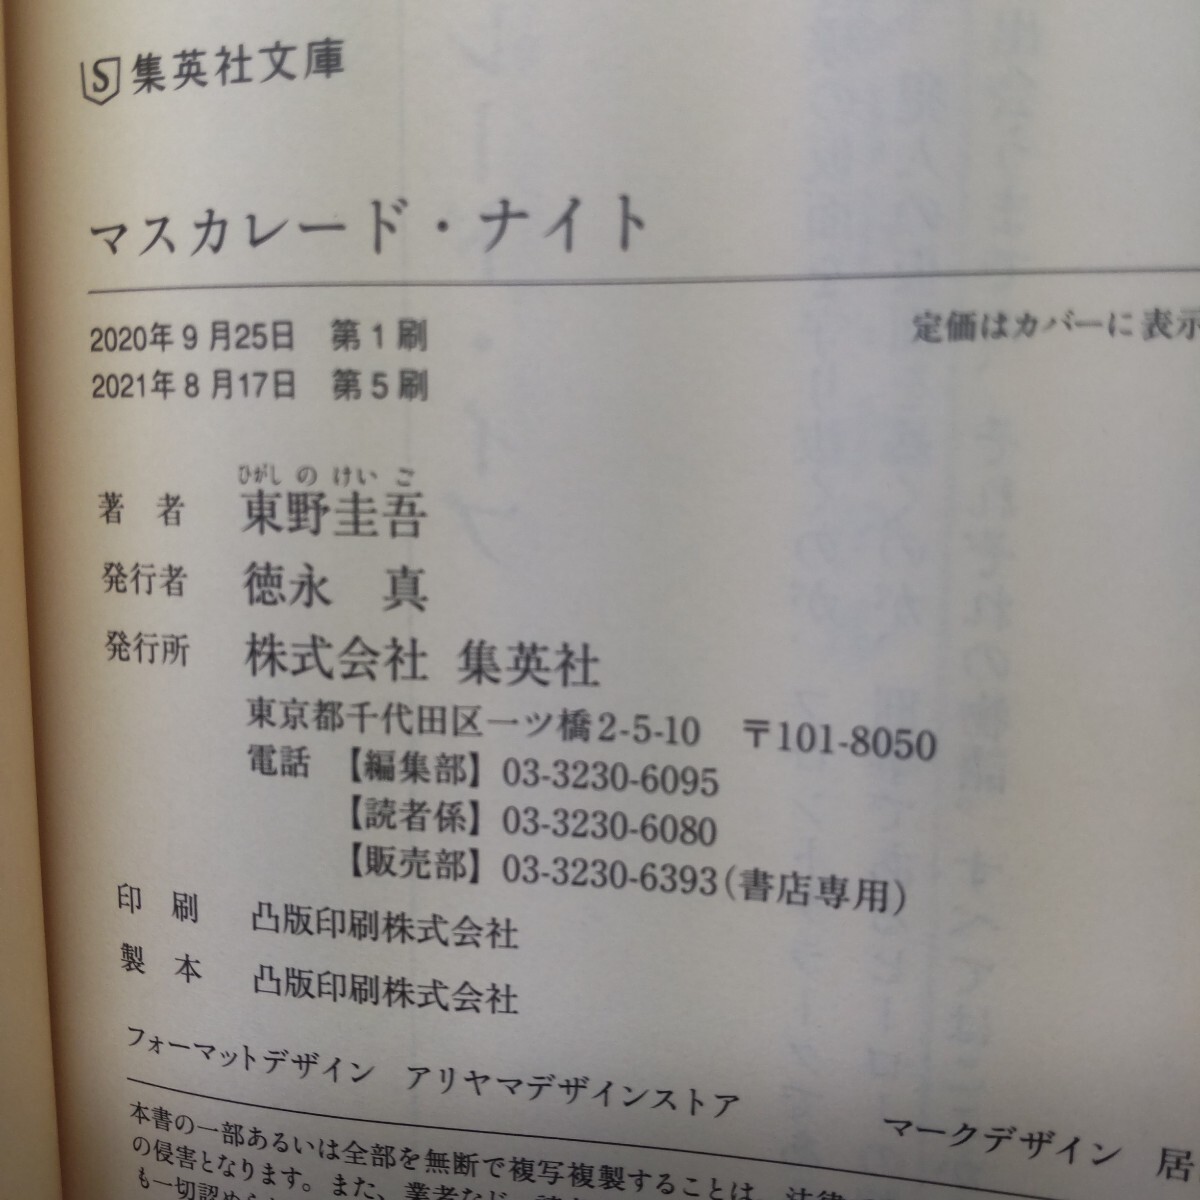 S 集英社文庫
マスカレード・ナイト
2020年9月25日 第1刷
2021年8月17日 第5刷
定価はカバーに表示
ひがし の けい ご
著 者 東野圭吾
発行者 徳永 真
発行所 株式会社 集英社
東京都千代田区一ツ橋2-5-10 〒101-8050
電話 【編集部】03-3230-6095
【読者係】03-3230-6080
【販売部】03-3230-6393(書店専用)
印 刷 凸版印刷株式会社
製 本 凸版印刷株式会社
フォーマットデザイン アリヤマデザインストア
マークデザイン 居
本書の一部あるいは全部を無断で複写複製することは、法律
の侵害となります。また、業者など、
も一切認め